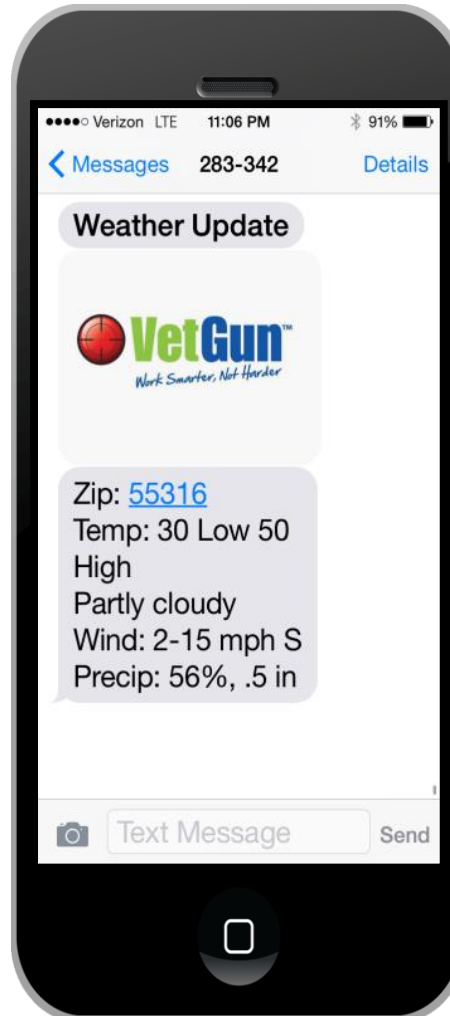 Verizon LTE 11:06 PM 91%
Messages 283-342 Details
Weather Update
VetGun™
Work Smarter, Not Harder
Zip: 55316
Temp: 30 Low 50
High
Partly cloudy
Wind: 2-15 mph S
Precip: 56%, .5 in
Text Message Send